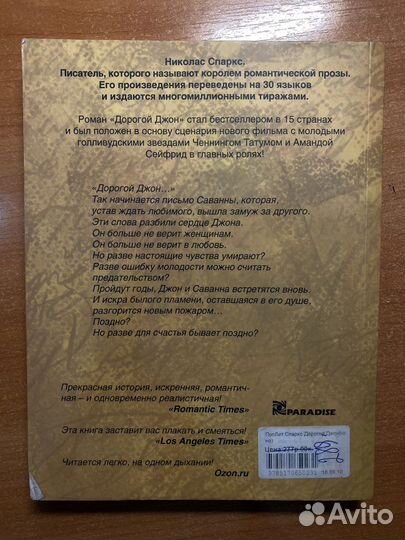 Николас Спаркс.
Писатель, которого называют королем романтической прозы.
Его произведения переведены на 30 языков
и издаются многомиллионными тиражами.
Роман «Дорогой Джон» стал бестселлером в 15 странах
и был положен в основу сценария нового фильма с молодыми
голливудскими звездами Ченнингом Татумом и Амандой
Сейфрид в главных ролях!
«Дорогой Джон...»
Так начинается письмо Саванны, которая,
устав ждать любимого, вышла замуж за другого.
Эти слова разбили сердце Джона.
Он больше не верит женщинам.
Он больше не верит в любовь.
Но разве настоящие чувства умирают?
Разве ошибку молодости можно считать
предательством?
Пройдут годы, Джон и Саванна встретятся вновь.
И искра былого пламени, оставшаяся в его душе,
разгорится новым пожаром...
Поздно?
Но разве для счастья бывает поздно?
Прекрасная история, искренняя, романтич-
ная – и одновременно реалистичная!
«Romantic Times»
PARADISE
Эта книга заставит вас плакать и смеяться!
«Los Angeles Times»
Читается легко, на одном дыхании!
Ozon.ru
Спаркс Дорогой
Цена 277р.
Avito